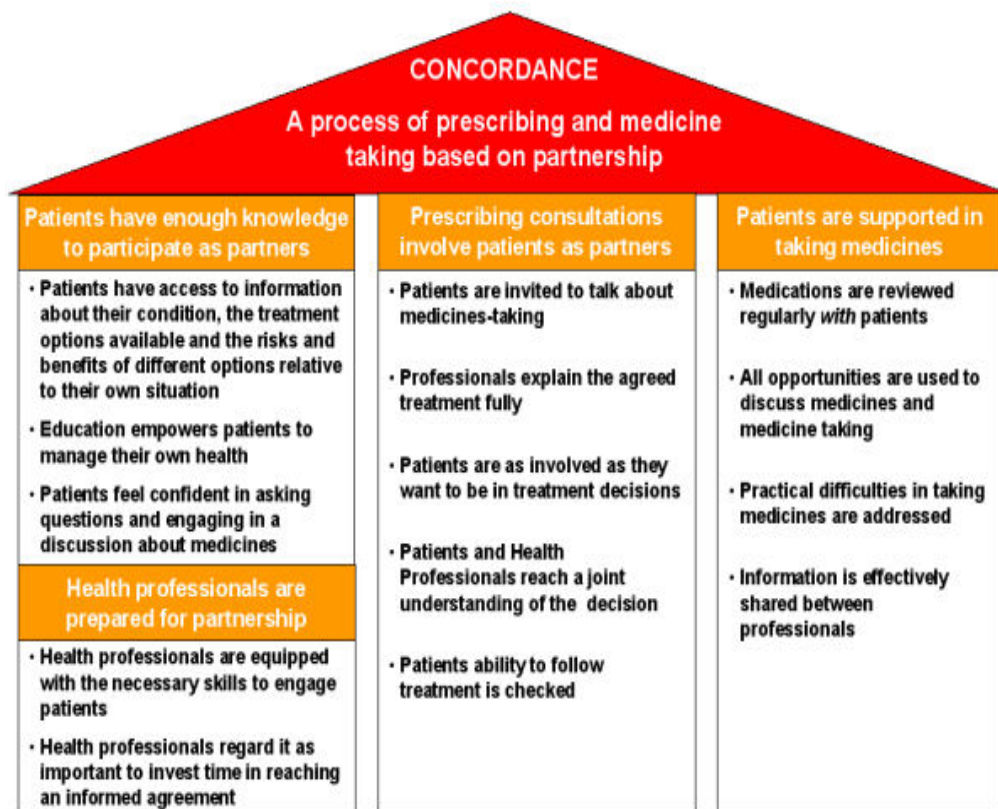 CONCORDANCE
A process of prescribing and medicine
taking based on partnership
Patients have enough knowledge
to participate as partners
• Patients have access to information
about their condition, the treatment
options available and the risks and
benefits of different options relative
to their own situation
• Education empowers patients to
manage their own health
• Patients feel confident in asking
questions and engaging in a
discussion about medicines
Health professionals are
prepared for partnership
• Health professionals are equipped
with the necessary skills to engage
patients
• Health professionals regard it as
important to invest time in reaching
an informed agreement
Prescribing consultations
involve patients as partners
• Patients are invited to talk about
medicines-taking
• Professionals explain the agreed
treatment fully
• Patients are as involved as they
want to be in treatment decisions
• Patients and Health
Professionals reach a joint
understanding of the decision
• Patients ability to follow
treatment is checked
Patients are supported in
taking medicines
• Medications are reviewed
regularly with patients
• All opportunities are used to
discuss medicines and
medicine taking
• Practical difficulties in taking
medicines are addressed
• Information is effectively
shared between
professionals